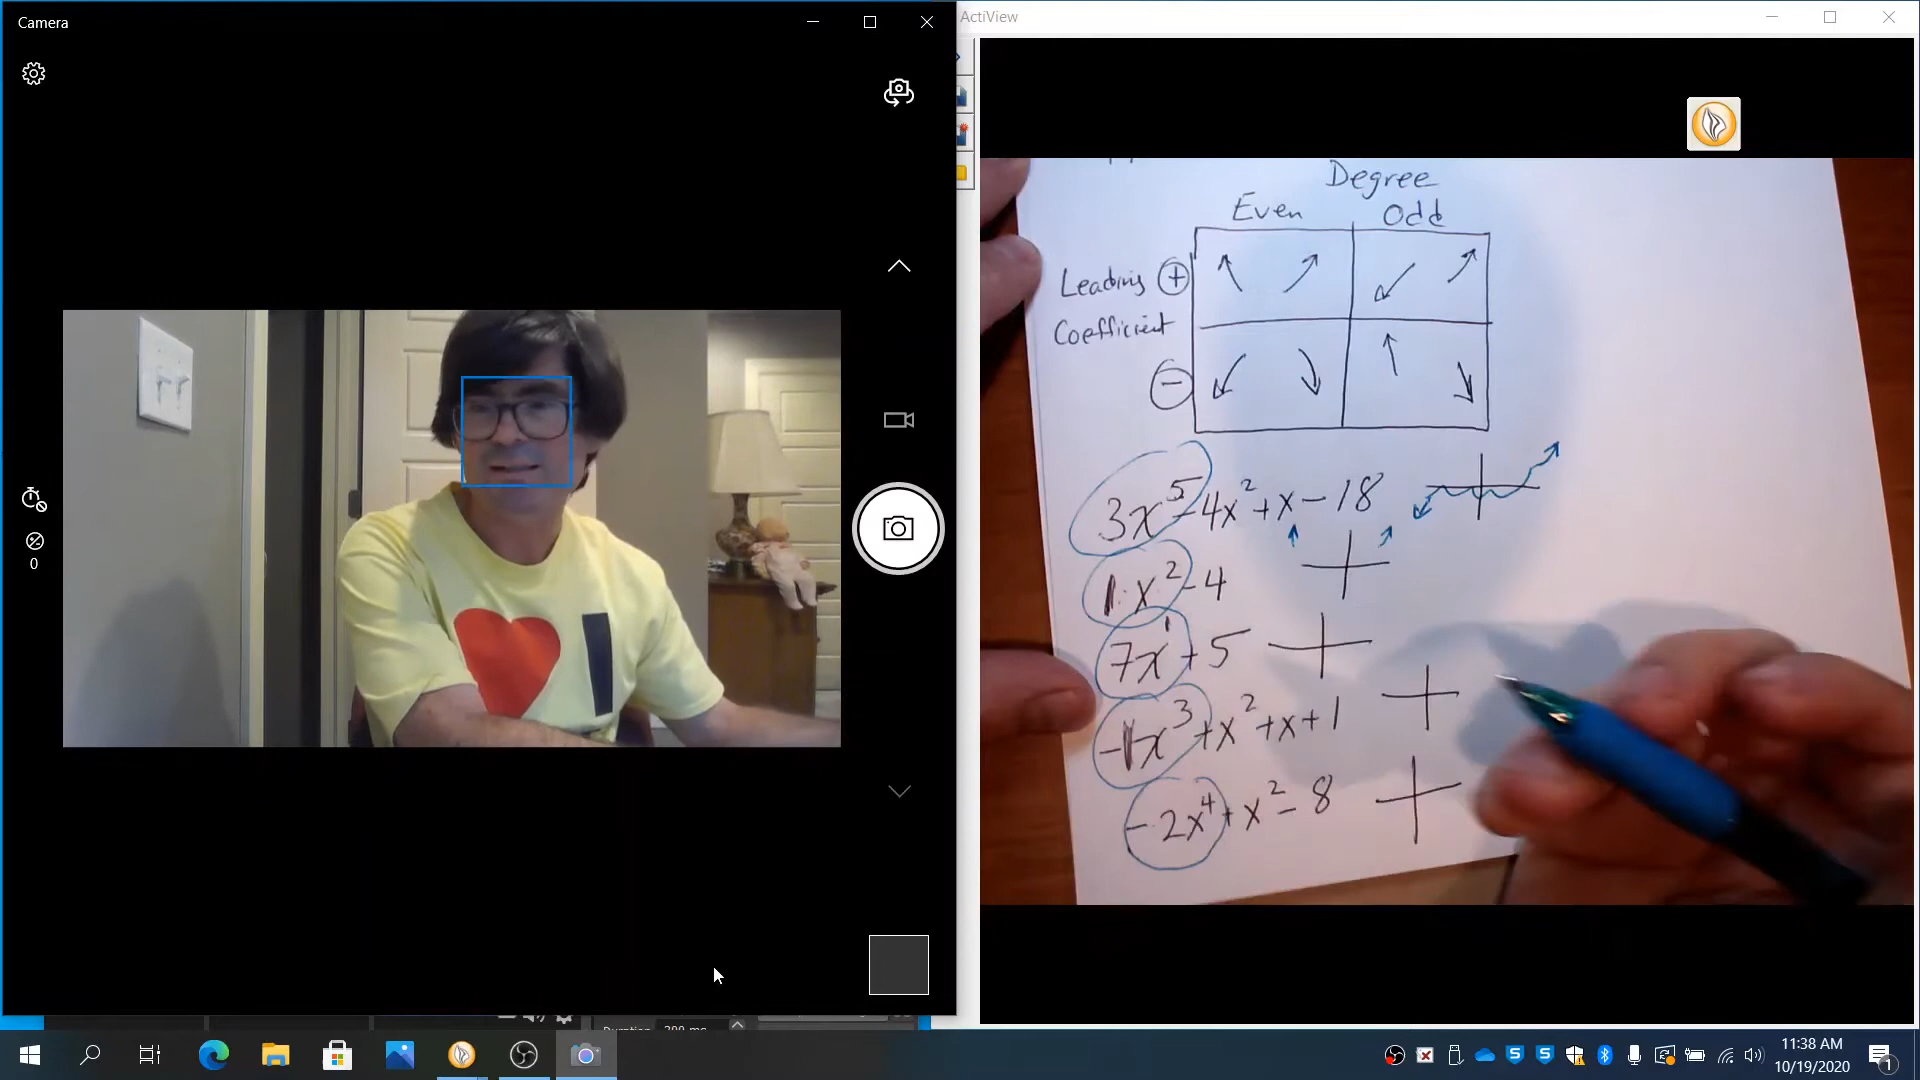 Camera
ActiView
0
Degree
Even Odd
Leading +
Coefficient
−
3x⁵-4x²+x-18
1x²-4
7x¹+5
-1x³+x²+x+1
-2x⁴+x²-8
11:38 AM
10/19/2020
1